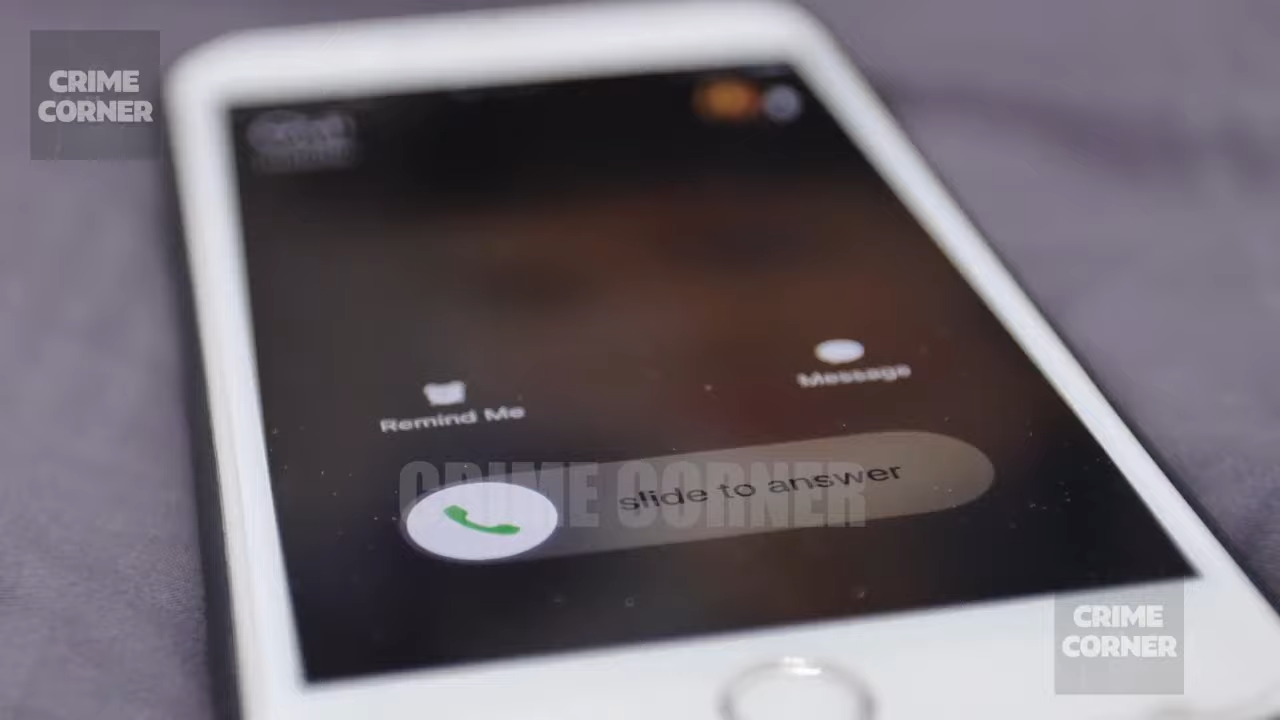 CRIME
CORNER
Remind Me
Message
slide to answer
CRIME CORNER
CRIME
CORNER